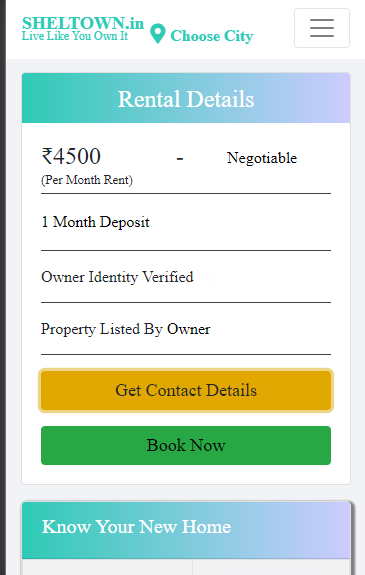 SHELTOWN.in
Live Like You Own It
Choose City
Rental Details
₹4500 - Negotiable
(Per Month Rent)
1 Month Deposit
Owner Identity Verified
Property Listed By Owner
Get Contact Details
Book Now
Know Your New Home